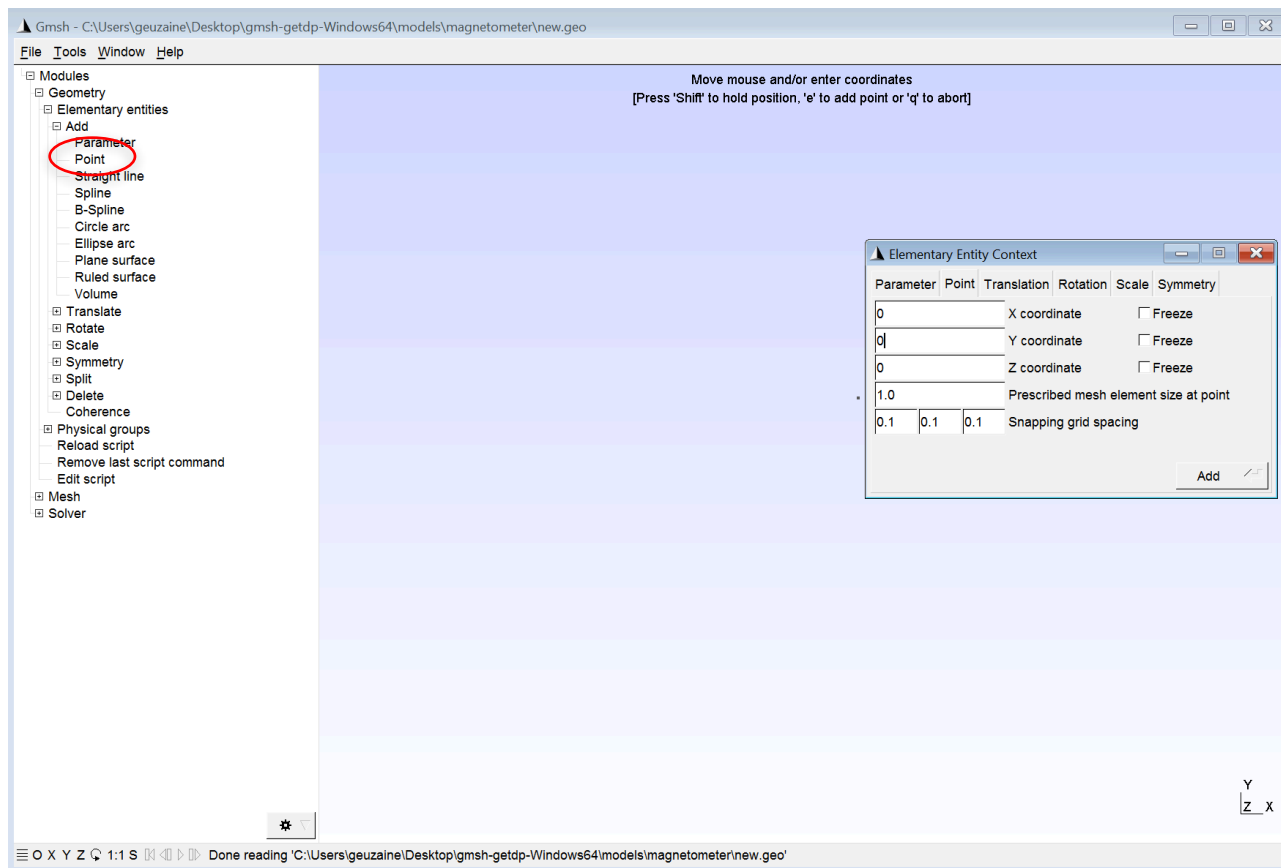 Gmsh - C:\Users\geuzaine\Desktop\gmsh-getdp-Windows64\models\magnetometer\new.geo
File Tools Window Help
Modules
Geometry
Elementary entities
Add
Parameter
Point
Straight line
Spline
B-Spline
Circle arc
Ellipse arc
Plane surface
Ruled surface
Volume
Translate
Rotate
Scale
Symmetry
Split
Delete
Coherence
Physical groups
Reload script
Remove last script command
Edit script
Mesh
Solver
Move mouse and/or enter coordinates
[Press 'Shift' to hold position, 'e' to add point or 'q' to abort]
Elementary Entity Context
Parameter Point Translation Rotation Scale Symmetry
0 X coordinate Freeze
0 Y coordinate Freeze
0 Z coordinate Freeze
1.0 Prescribed mesh element size at point
0.1 0.1 0.1 Snapping grid spacing
Add
Y
Z X
O X Y Z 1:1 S Done reading 'C:\Users\geuzaine\Desktop\gmsh-getdp-Windows64\models\magnetometer\new.geo'